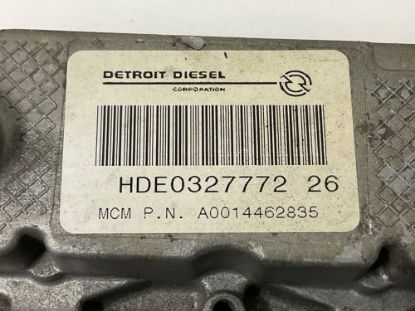 DETROIT DIESEL
CORPORATION
HDE0327772 26
MCM P.N. A0014462835